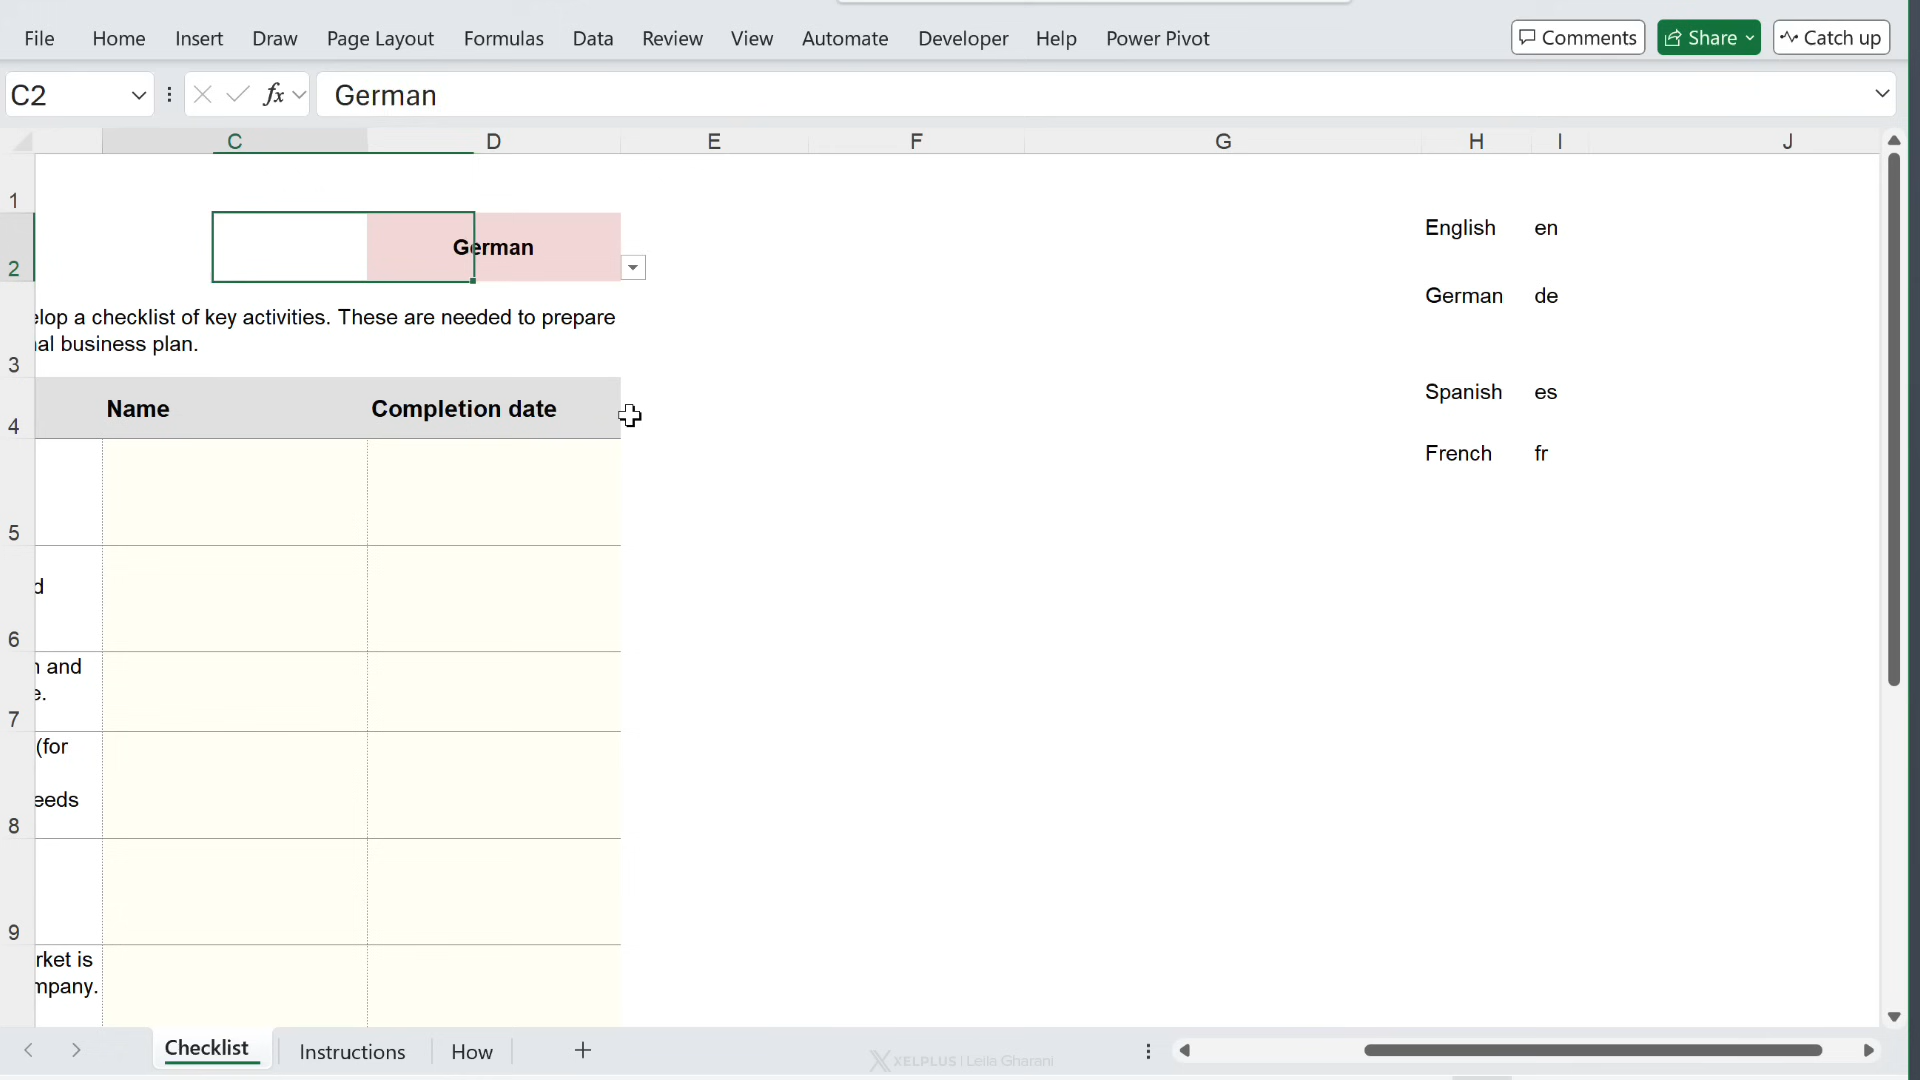 File Home Insert Draw Page Layout Formulas Data Review View Automate Developer Help Power Pivot Comments Share Catch up
C2 fx German
C D E F G H I J
1
2 German English en
German de
elop a checklist of key activities. These are needed to prepare
nal business plan.
3 Spanish es
4 Name Completion date
French fr
5
d
6
n and
e.
7
(for
eeds
8
9
rket is
mpany.
Checklist Instructions How
XELPLUS | Leila Gharani